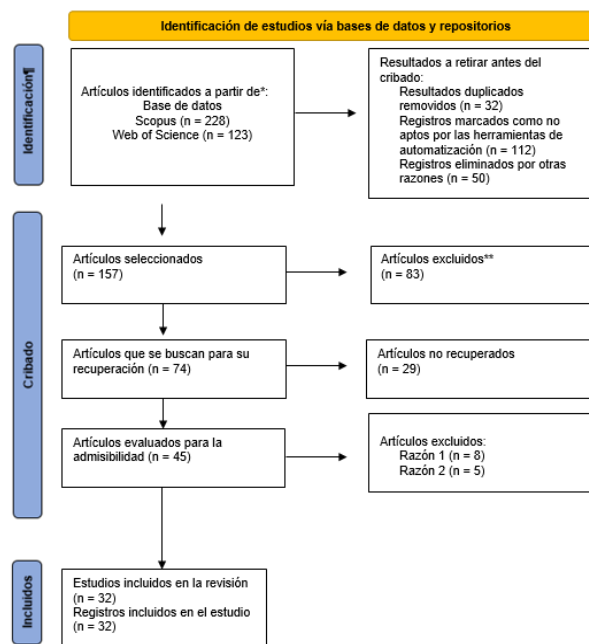 Identificación de estudios vía bases de datos y repositorios
Identificación¶
Artículos identificados a partir de*:
Base de datos
Scopus (n = 228)
Web of Science (n = 123)
Resultados a retirar antes del
cribado:
Resultados duplicados
removidos (n = 32)
Registros marcados como no
aptos por las herramientas de
automatización (n = 112)
Registros eliminados por otras
razones (n = 50)
Cribado
Artículos seleccionados
(n = 157)
Artículos excluidos**
(n = 83)
Artículos que se buscan para su
recuperación (n = 74)
Artículos no recuperados
(n = 29)
Artículos evaluados para la
admisibilidad (n = 45)
Artículos excluidos:
Razón 1 (n = 8)
Razón 2 (n = 5)
Incluidos
Estudios incluidos en la revisión
(n = 32)
Registros incluidos en el estudio
(n = 32)